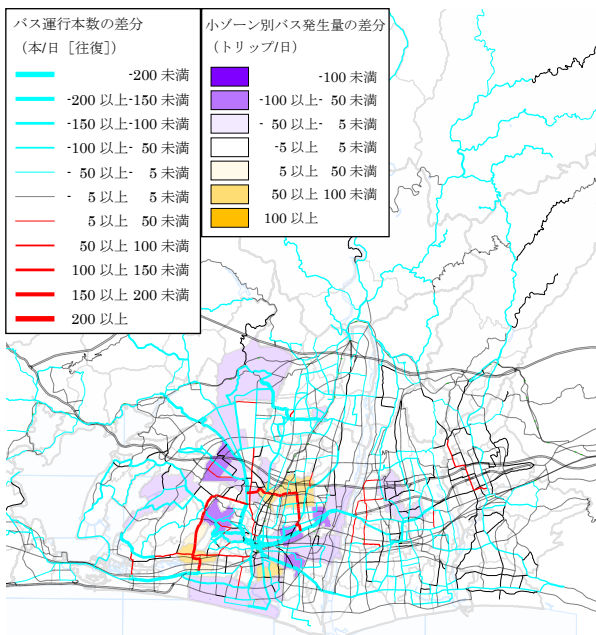 バス運行本数の差分
（本/日［往復］）
-200 未満
-200 以上-150 未満
-150 以上-100 未満
-100 以上- 50 未満
- 50 以上- 5 未満
- 5 以上 5 未満
5 以上 50 未満
50 以上 100 未満
100 以上 150 未満
150 以上 200 未満
200 以上
小ゾーン別バス発生量の差分
（トリップ/日）
-100 未満
-100 以上- 50 未満
- 50 以上- 5 未満
-5 以上 5 未満
5 以上 50 未満
50 以上 100 未満
100 以上